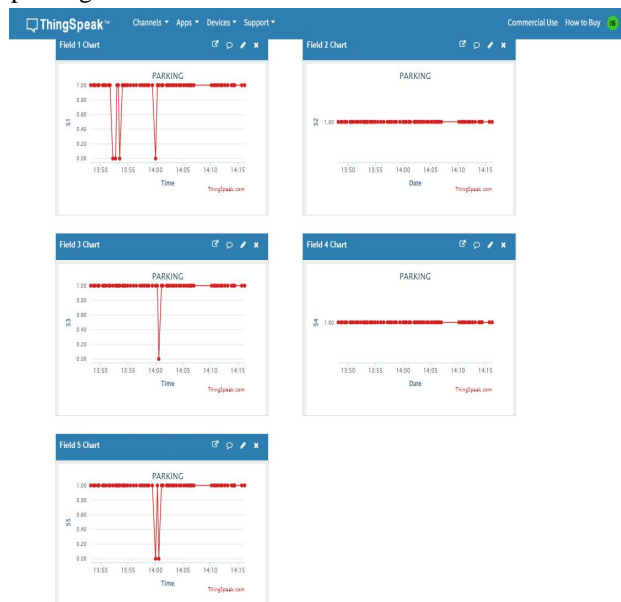 ThingSpeak™ Channels Apps Devices Support Commercial Use How to Buy IS
Field 1 Chart
PARKING
1.00
0.80
0.60
0.40
0.20
0.00
S1
13:50 13:55 14:00 14:05 14:10 14:15
Time
ThingSpeak.com
Field 2 Chart
PARKING
S2
1.00
13:50 13:55 14:00 14:05 14:10 14:15
Date
ThingSpeak.com
Field 3 Chart
PARKING
1.00
0.80
0.60
0.40
0.20
0.00
S3
13:50 13:55 14:00 14:05 14:10 14:15
Time
ThingSpeak.com
Field 4 Chart
PARKING
S4
1.00
13:50 13:55 14:00 14:05 14:10 14:15
Date
ThingSpeak.com
Field 5 Chart
PARKING
1.00
0.80
0.60
0.40
0.20
0.00
S5
13:50 13:55 14:00 14:05 14:10 14:15
Time
ThingSpeak.com